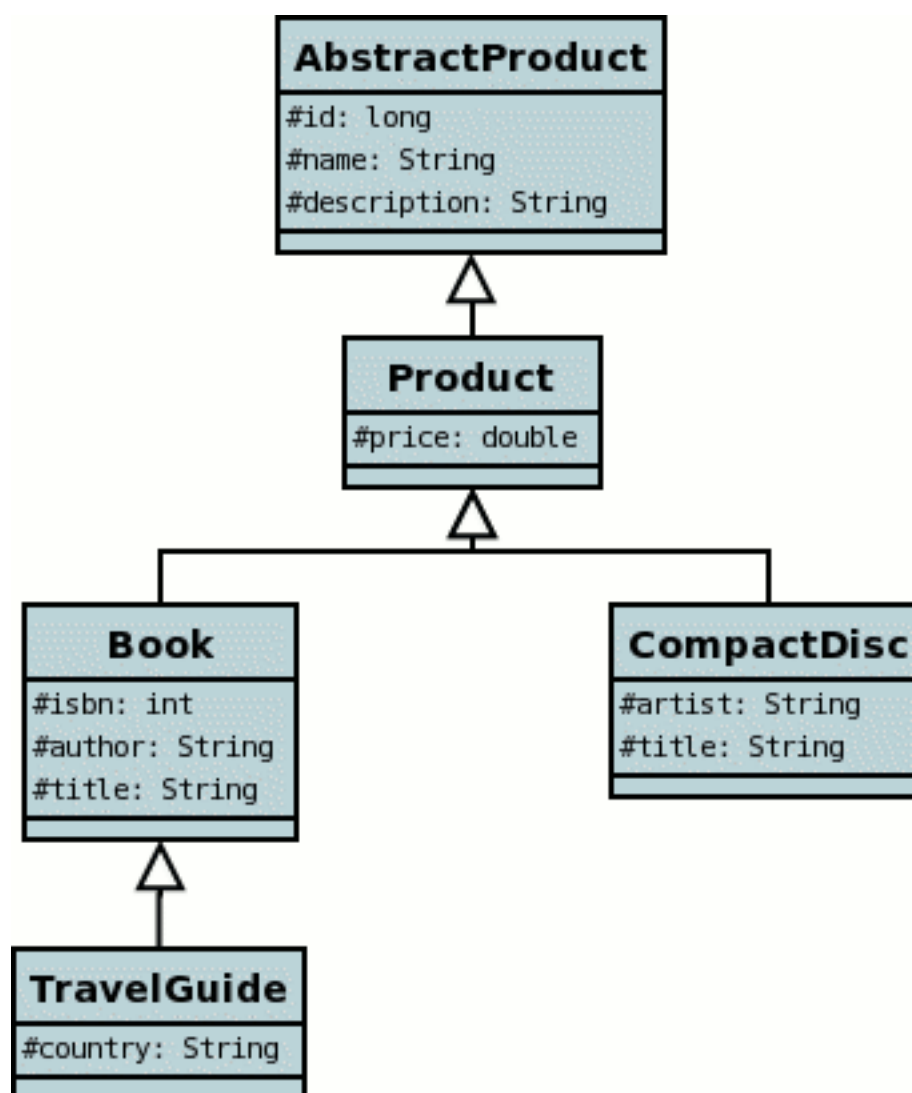 AbstractProduct
#id: long
#name: String
#description: String
Product
#price: double
Book
#isbn: int
#author: String
#title: String
CompactDisc
#artist: String
#title: String
TravelGuide
#country: String